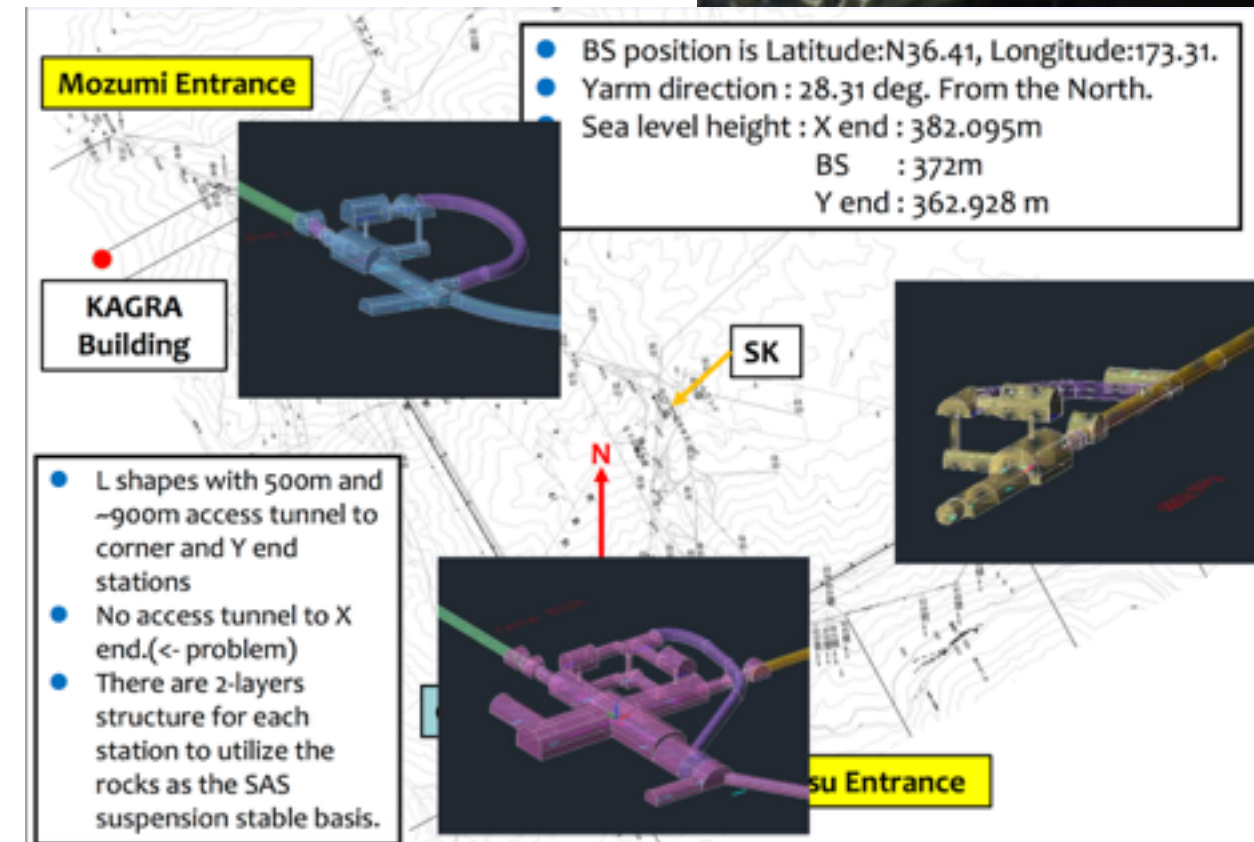 Mozumi Entrance
BS position is Latitude:N36.41, Longitude:173.31.
Yarm direction : 28.31 deg. From the North.
Sea level height : X end : 382.095m
BS : 372m
Y end : 362.928 m
KAGRA
Building
SK
N
L shapes with 500m and
~900m access tunnel to
corner and Y end
stations
No access tunnel to X
end.(<- problem)
There are 2-layers
structure for each
station to utilize the
rocks as the SAS
suspension stable basis.
su Entrance